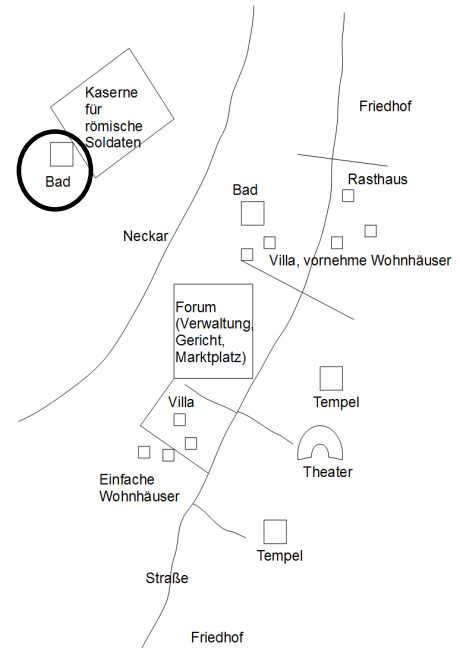 Kaserne
für
römische
Soldaten
Bad
Friedhof
Rasthaus
Bad
Neckar
Villa, vornehme Wohnhäuser
Forum
(Verwaltung,
Gericht,
Marktplatz)
Villa
Tempel
Theater
Einfache
Wohnhäuser
Tempel
Straße
Friedhof